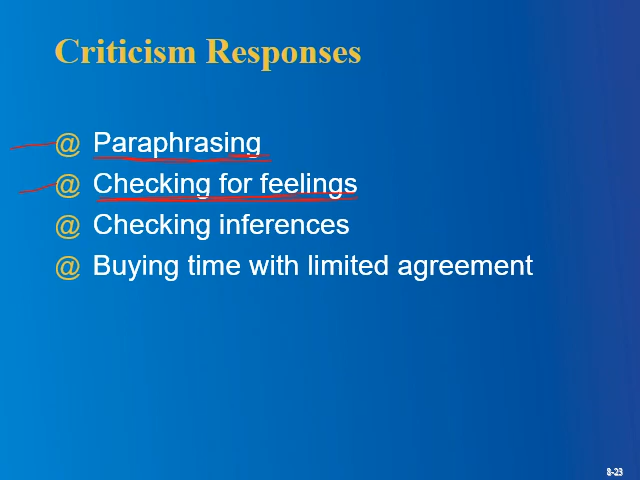 Criticism Responses
@ Paraphrasing
@ Checking for feelings
@ Checking inferences
@ Buying time with limited agreement
8-23